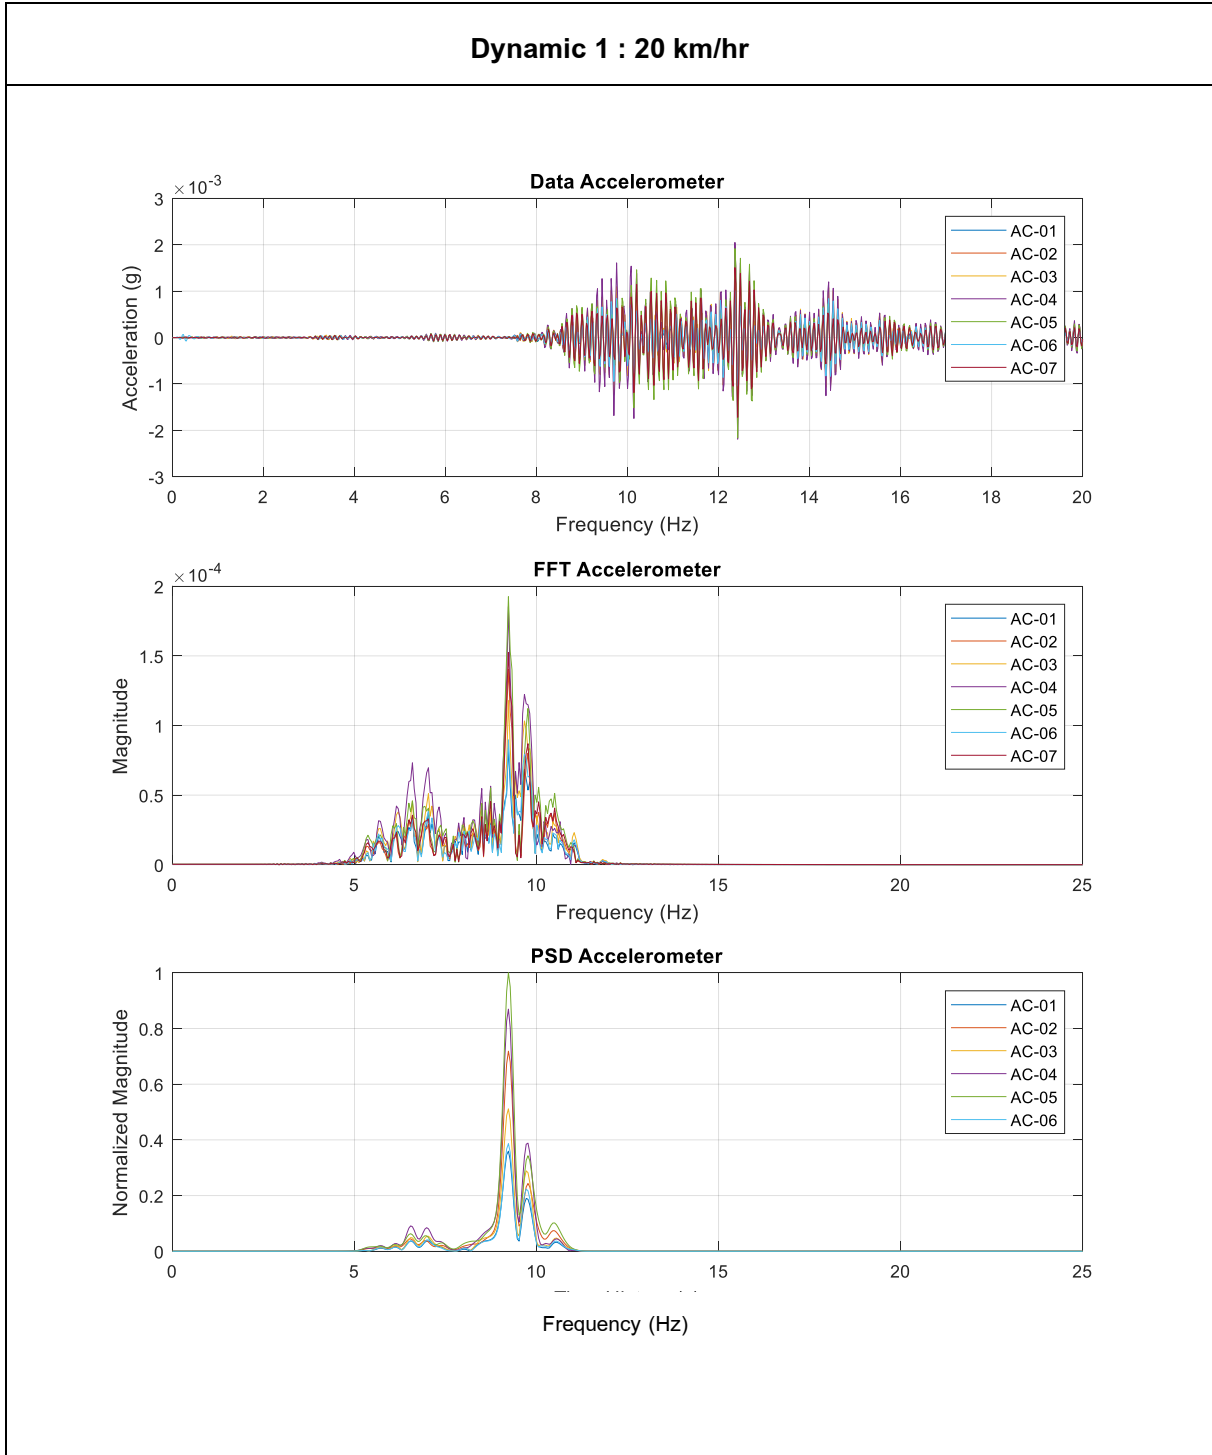 Dynamic 1 : 20 km/hr
Data Accelerometer
×10⁻³
3
2
1
0
-1
-2
-3
Acceleration (g)
0 2 4 6 8 10 12 14 16 18 20
Frequency (Hz)
AC-01
AC-02
AC-03
AC-04
AC-05
AC-06
AC-07
FFT Accelerometer
×10⁻⁴
2
1.5
1
0.5
0
Magnitude
0 5 10 15 20 25
Frequency (Hz)
AC-01
AC-02
AC-03
AC-04
AC-05
AC-06
AC-07
PSD Accelerometer
1
0.8
0.6
0.4
0.2
0
Normalized Magnitude
0 5 10 15 20 25
AC-01
AC-02
AC-03
AC-04
AC-05
AC-06
Frequency (Hz)